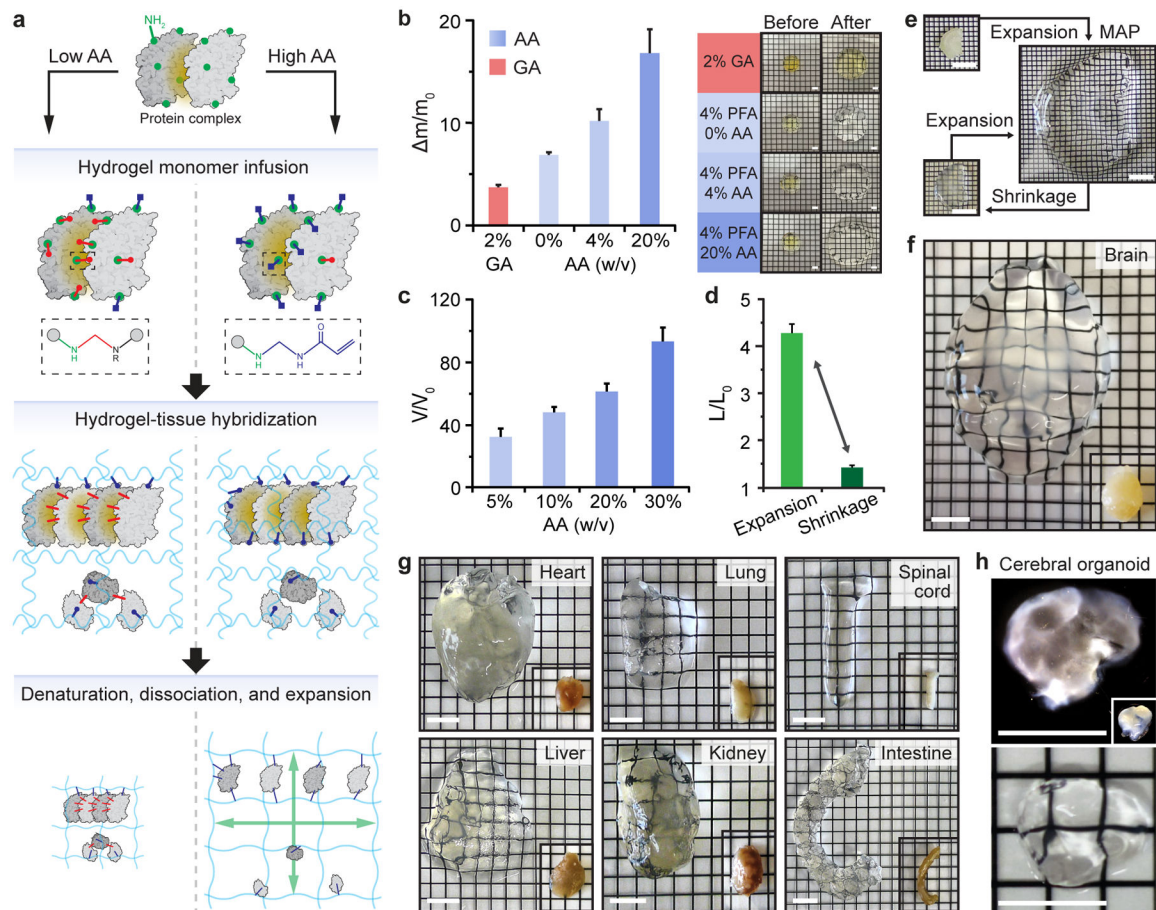 a
NH₂
Low AA
High AA
Protein complex
Hydrogel monomer infusion
N
H
N
R
N
H
N
H
O
Hydrogel-tissue hybridization
Denaturation, dissociation, and expansion
b
Δm/m₀
20
15
10
5
0
AA
GA
2%
0%
4%
20%
GA
AA (w/v)
Before
After
2% GA
4% PFA
0% AA
4% PFA
4% AA
4% PFA
20% AA
c
V/V₀
120
80
40
0
5%
10%
20%
30%
AA (w/v)
d
L/L₀
5
4
3
2
1
Expansion
Shrinkage
e
Expansion
MAP
Expansion
Shrinkage
f
Brain
g
Heart
Lung
Spinal
cord
Liver
Kidney
Intestine
h
Cerebral organoid